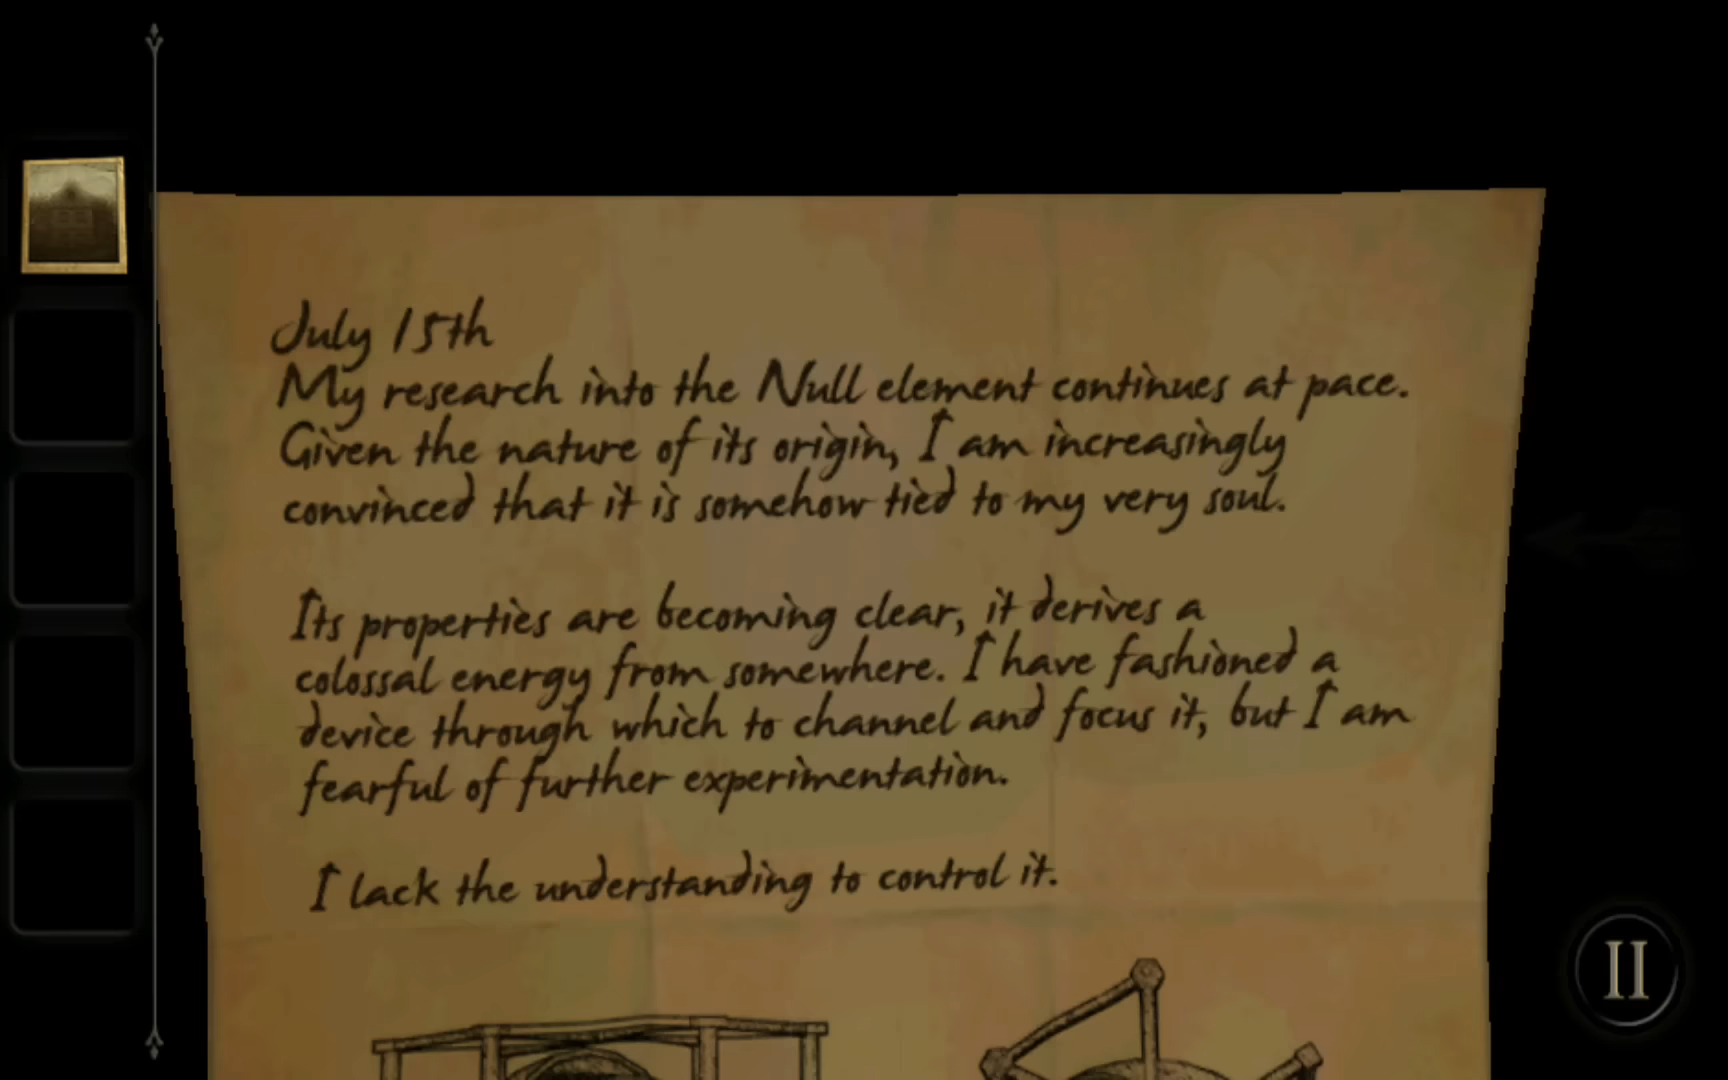 July 15th
My research into the Null element continues at pace.
Given the nature of its origin, I am increasingly
convinced that it is somehow tied to my very soul.
Its properties are becoming clear, it derives a
colossal energy from somewhere. I have fashioned a
device through which to channel and focus it, but I am
fearful of further experimentation.
I lack the understanding to control it.
II